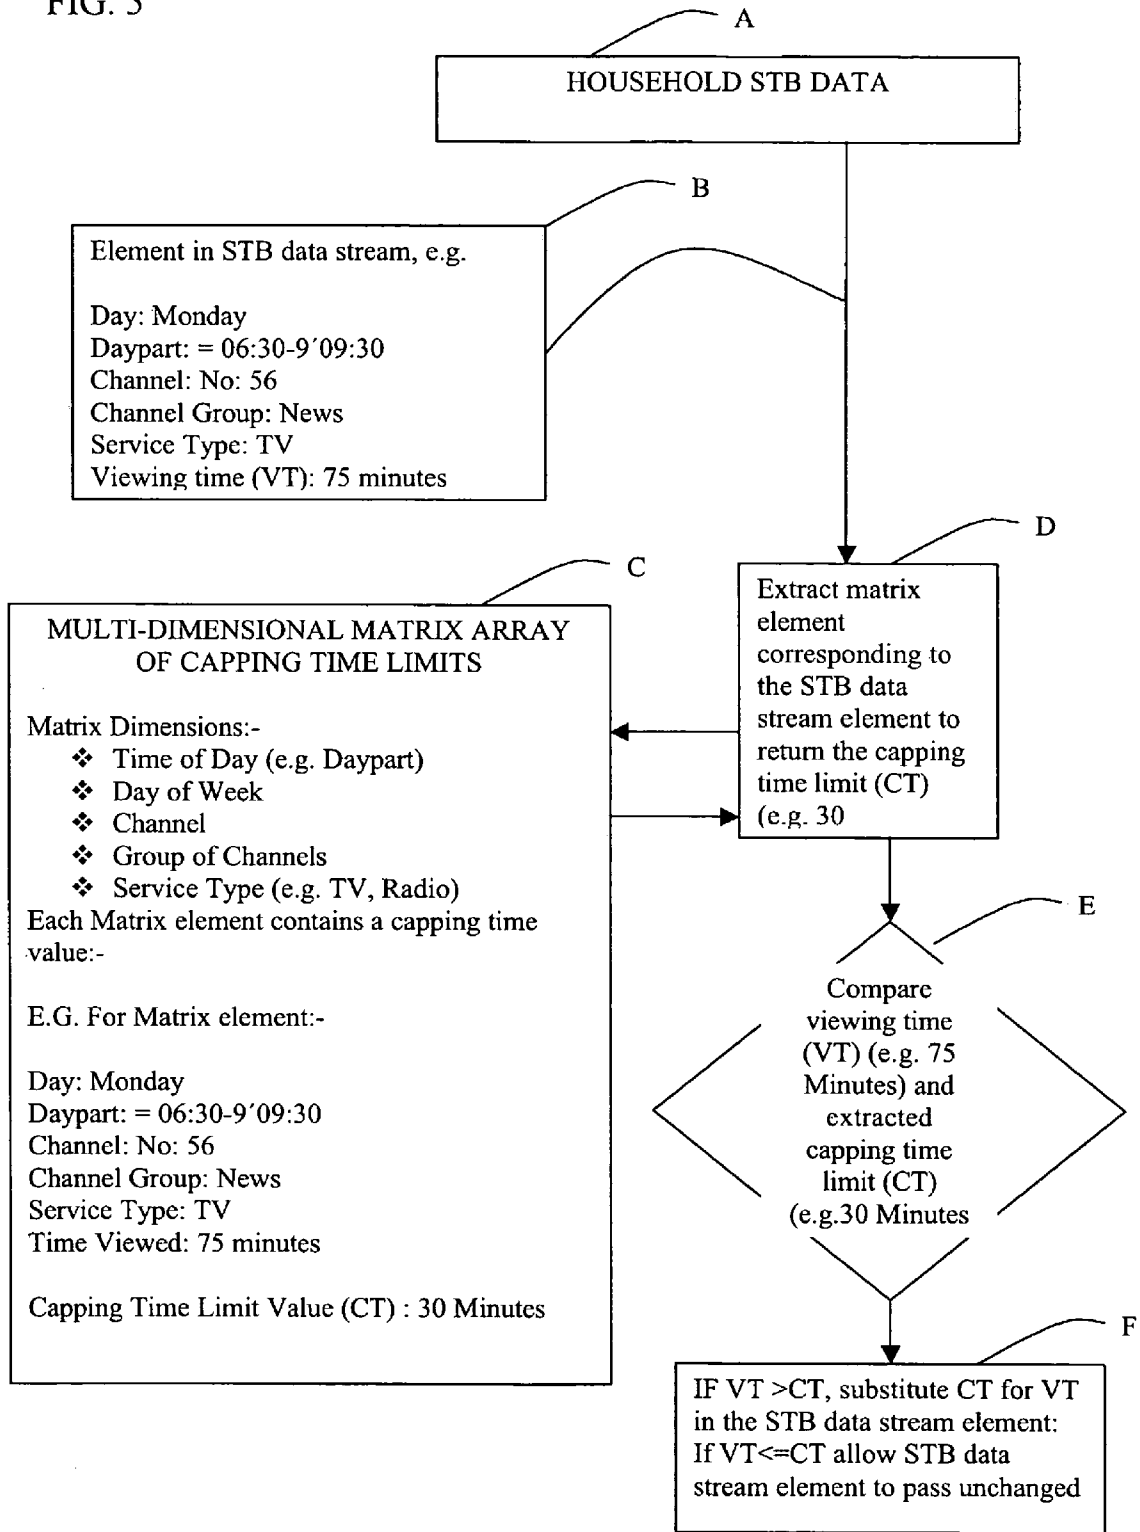 FIG. 5
A
HOUSEHOLD STB DATA
B
Element in STB data stream, e.g.
Day: Monday
Daypart: = 06:30-9´09:30
Channel: No: 56
Channel Group: News
Service Type: TV
Viewing time (VT): 75 minutes
C
MULTI-DIMENSIONAL MATRIX ARRAY
OF CAPPING TIME LIMITS
Matrix Dimensions:-
❖ Time of Day (e.g. Daypart)
❖ Day of Week
❖ Channel
❖ Group of Channels
❖ Service Type (e.g. TV, Radio)
Each Matrix element contains a capping time
value:-
E.G. For Matrix element:-
Day: Monday
Daypart: = 06:30-9´09:30
Channel: No: 56
Channel Group: News
Service Type: TV
Time Viewed: 75 minutes
Capping Time Limit Value (CT) : 30 Minutes
D
Extract matrix
element
corresponding to
the STB data
stream element to
return the capping
time limit (CT)
(e.g. 30
E
Compare
viewing time
(VT) (e.g. 75
Minutes) and
extracted
capping time
limit (CT)
(e.g.30 Minutes
F
IF VT >CT, substitute CT for VT
in the STB data stream element:
If VT<=CT allow STB data
stream element to pass unchanged